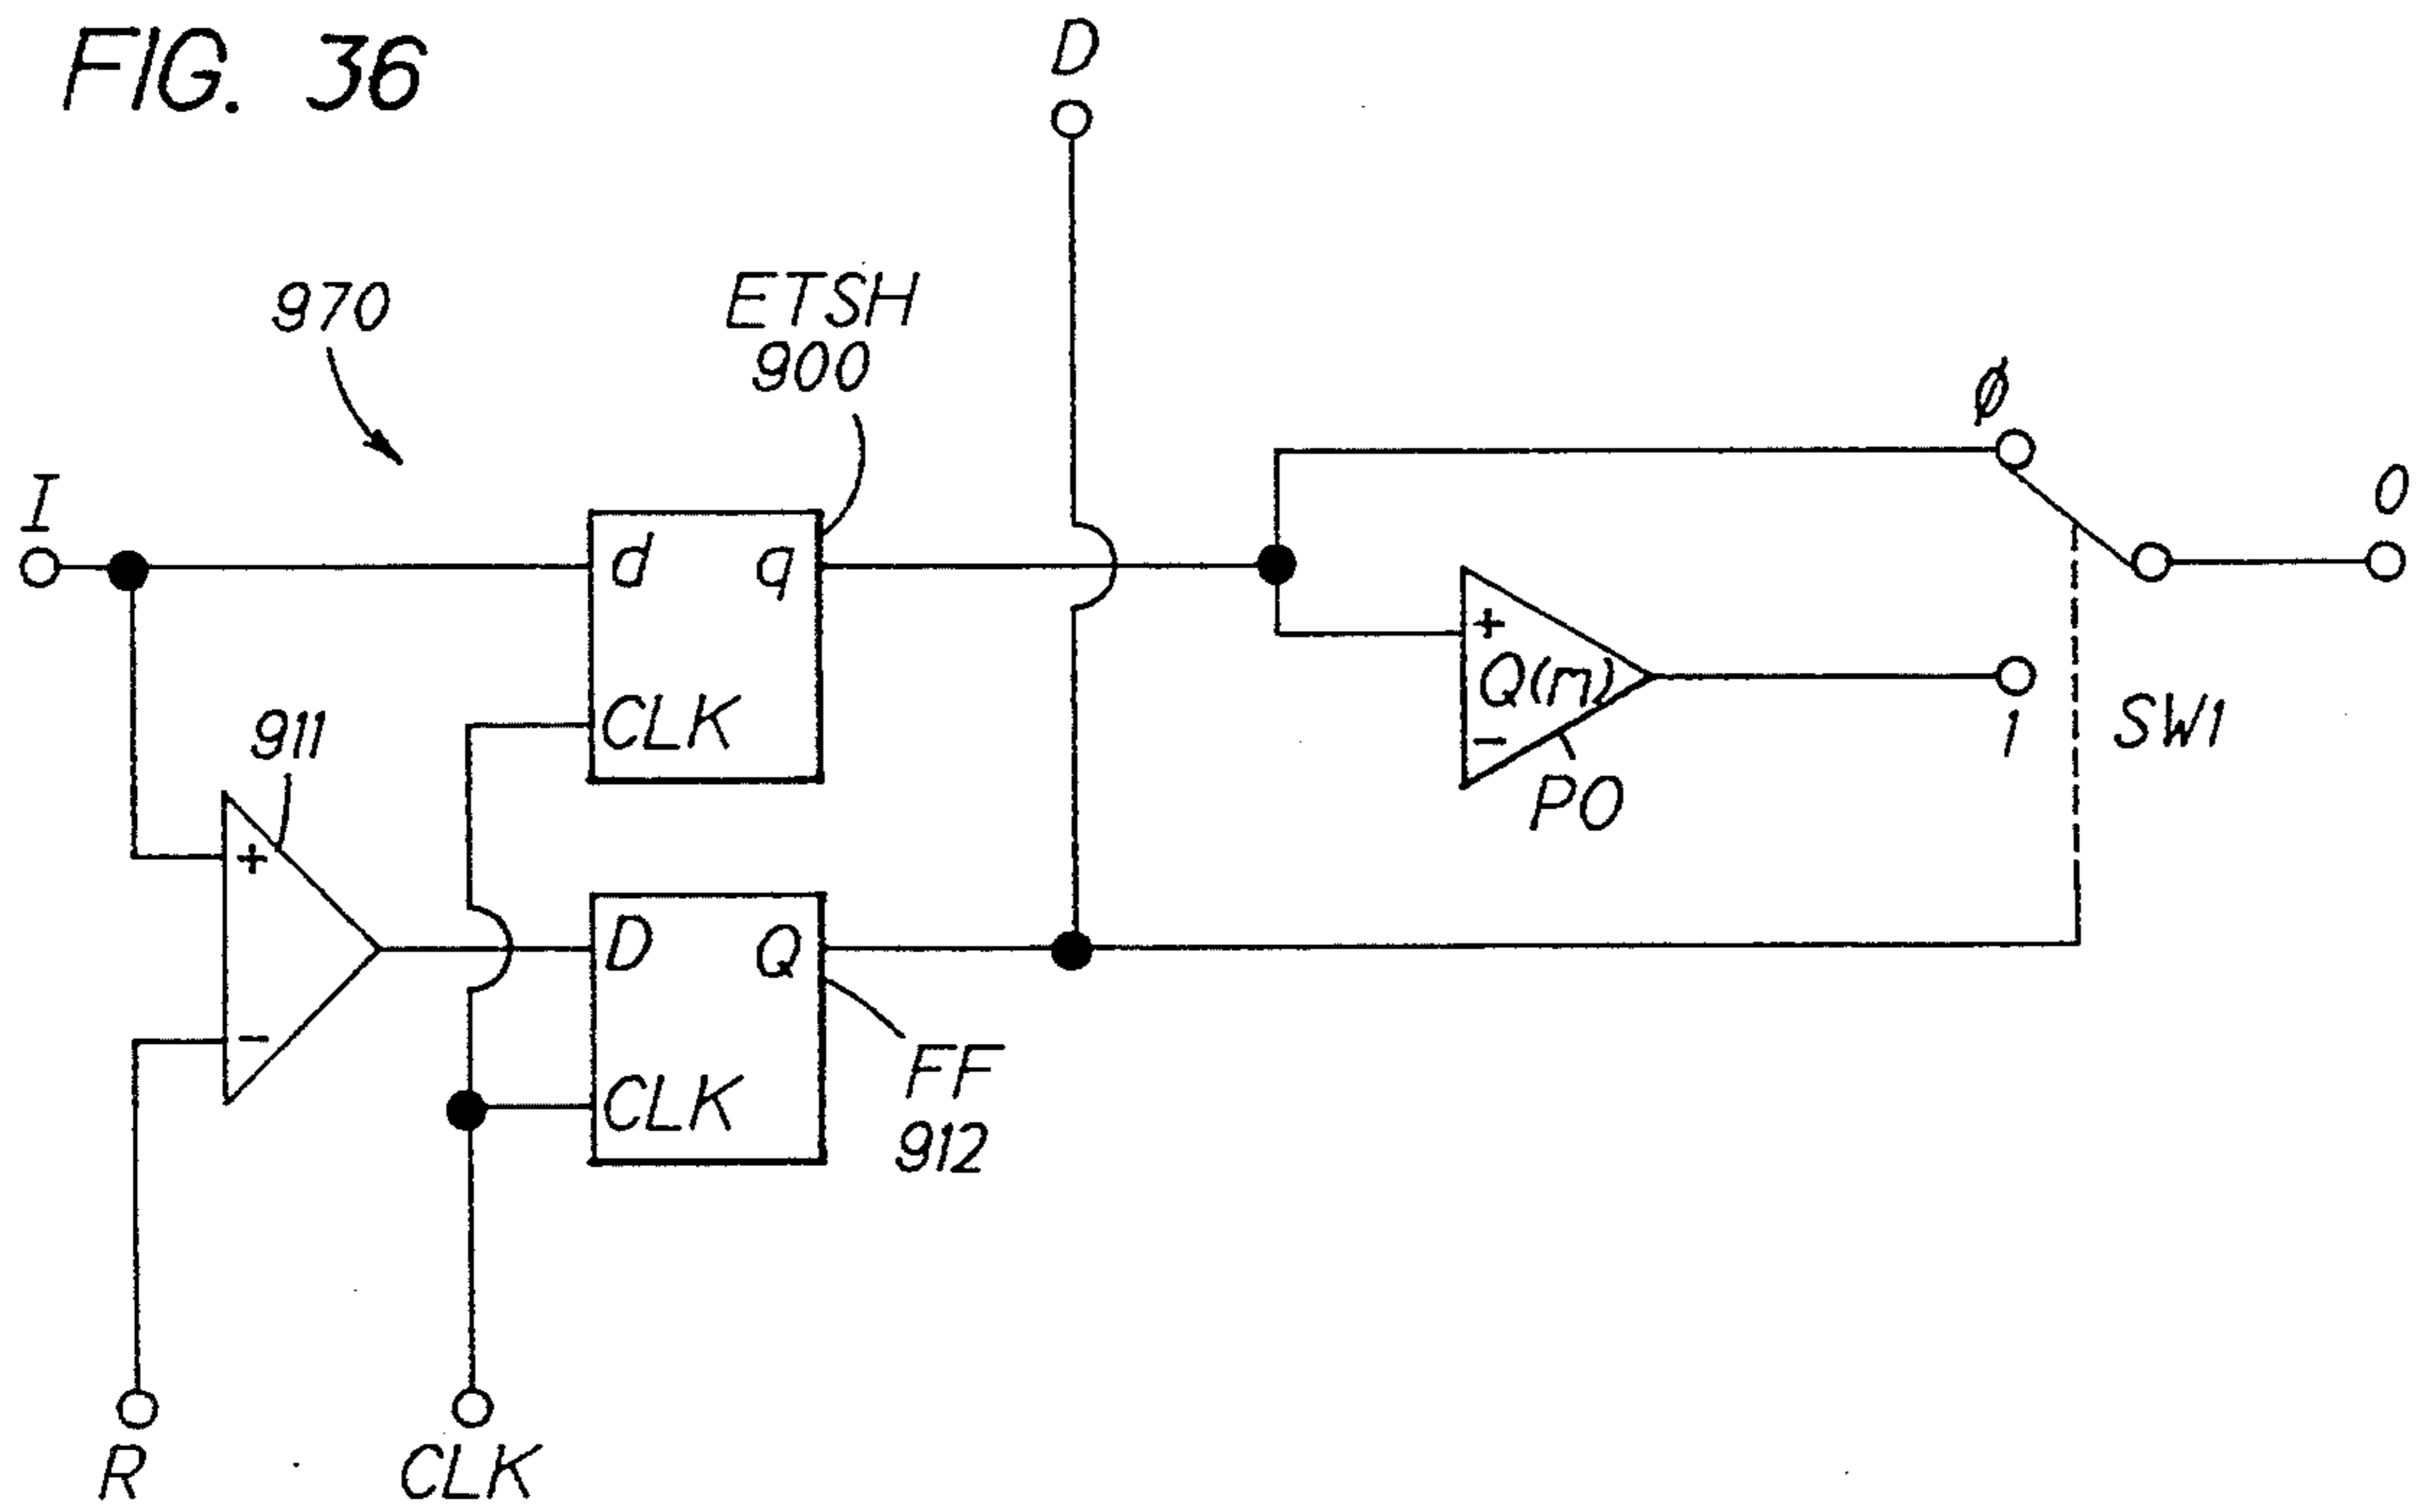 FIG. 36
D
970
ETSH
900
φ
I
O
d
q
+
Q(m)
-
PO
1
SW1
CLK
911
+
-
D
Q
CLK
FF
912
R
CLK